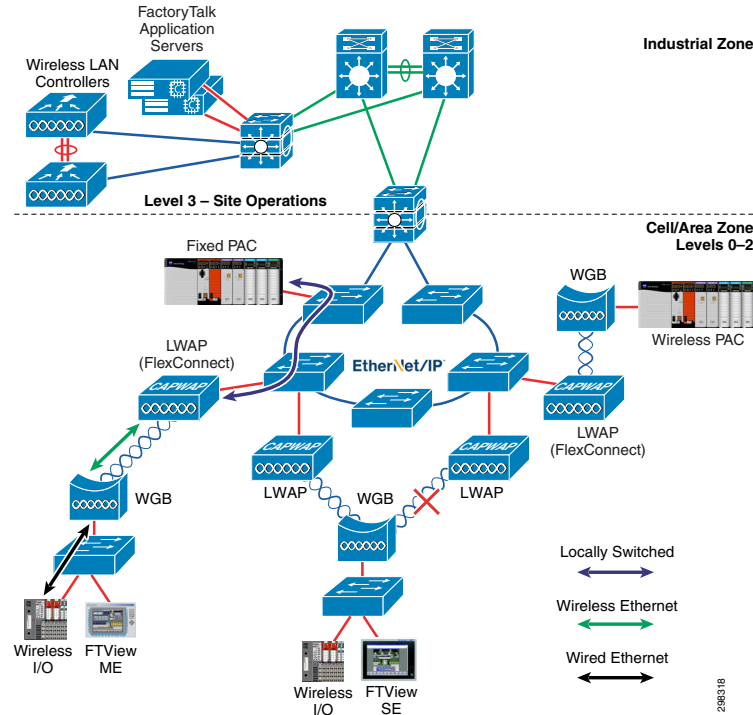 FactoryTalk
Application
Servers
Industrial Zone
Wireless LAN
Controllers
Level 3 – Site Operations
Cell/Area Zone
Levels 0–2
Fixed PAC
WGB
Wireless PAC
LWAP
(FlexConnect)
EtherNet/IP
CAPWAP
CAPWAP
LWAP
(FlexConnect)
CAPWAP
CAPWAP
LWAP
LWAP
WGB
WGB
Locally Switched
Wireless Ethernet
Wired Ethernet
Wireless
I/O
FTView
ME
Wireless
I/O
FTView
SE
298318